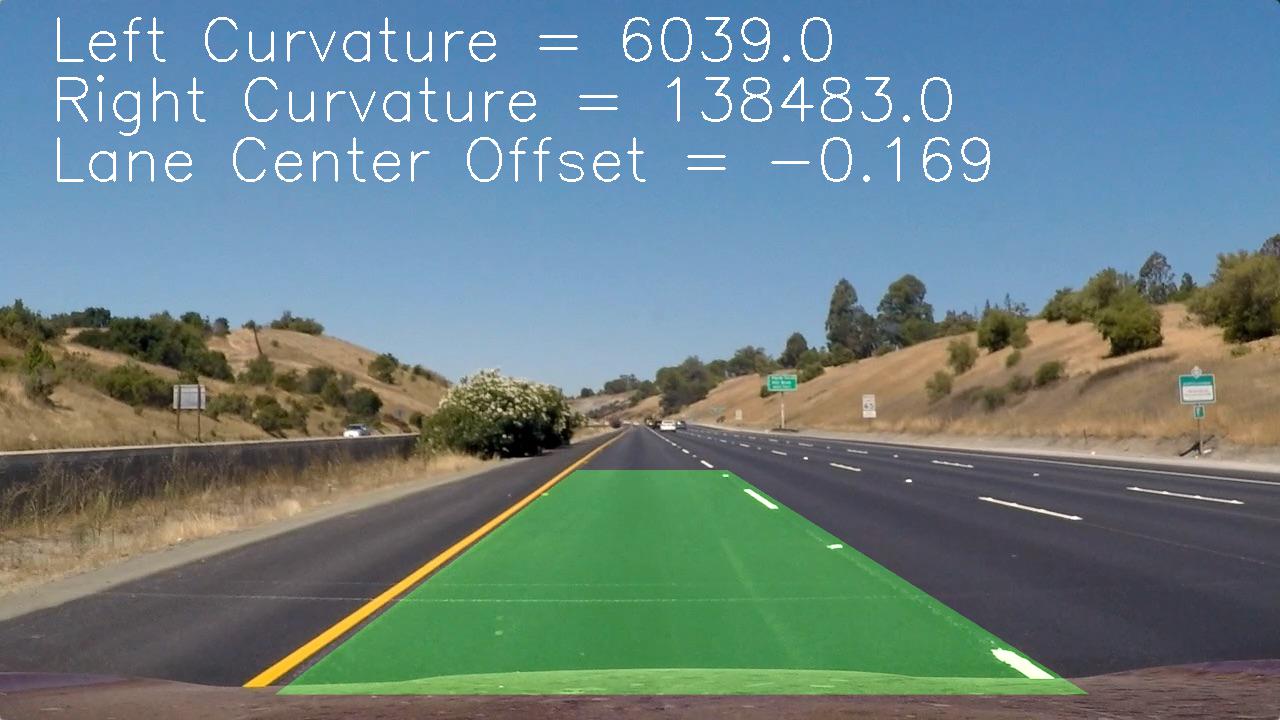 Left Curvature = 6039.0
Right Curvature = 138483.0
Lane Center Offset = -0.169